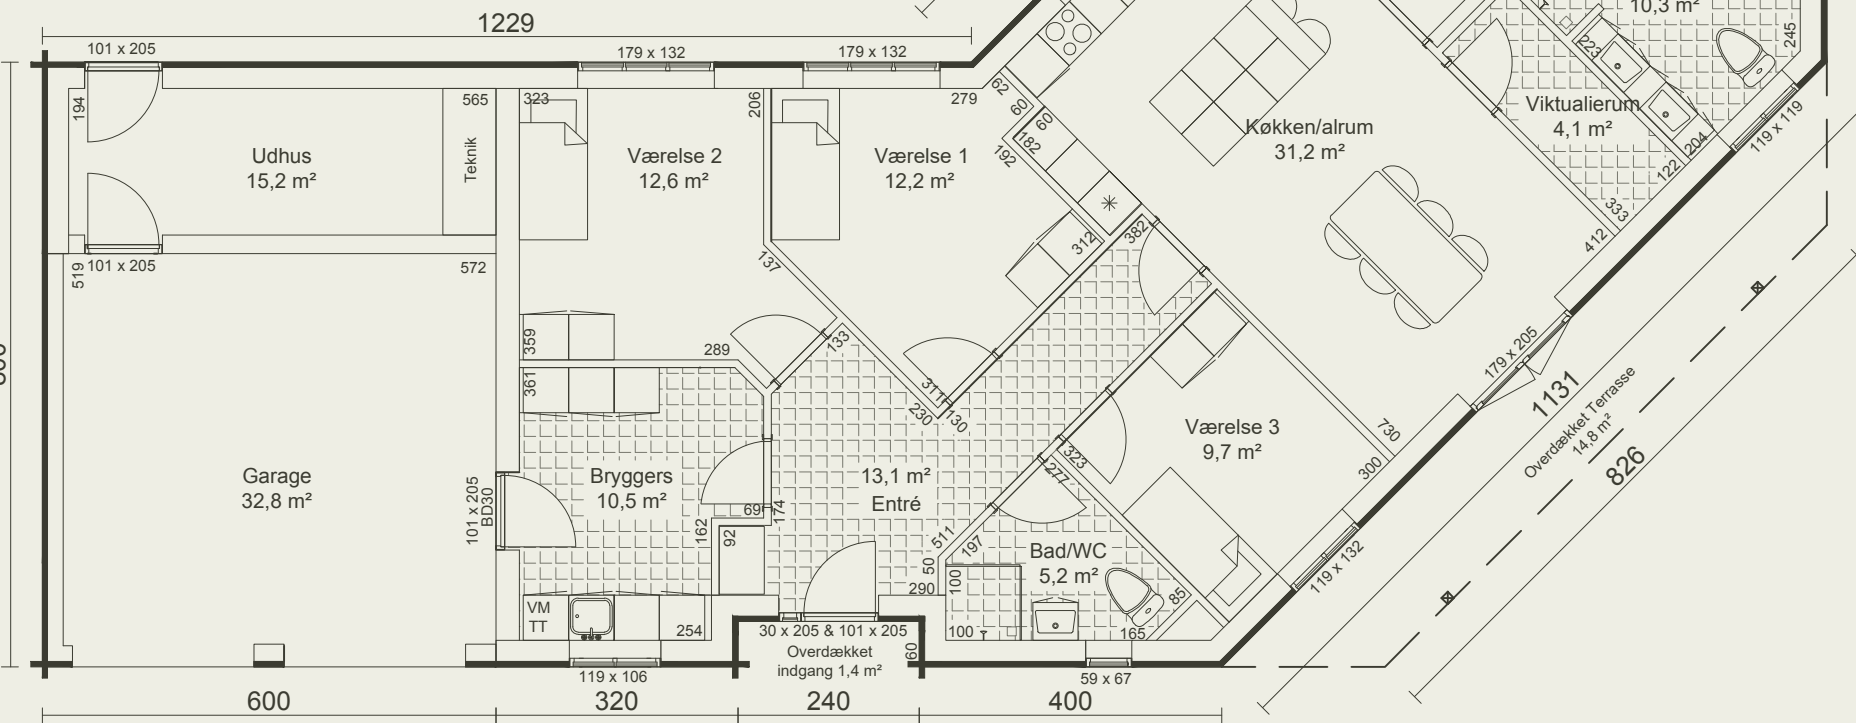 1229
101 x 205
179 x 132
179 x 132
10,3 m²
245
223
194
565
323
206
279
62
60
60
182
192
Udhus
15,2 m²
Teknik
Værelse 2
12,6 m²
Værelse 1
12,2 m²
Køkken/alrum
31,2 m²
Viktualierum
4,1 m²
119 x 119
204
122
333
412
382
312
101 x 205
519
572
137
133
359
289
361
311
230
130
179 x 205
1131
Overdækket Terrasse
14,8 m²
826
730
300
Værelse 3
9,7 m²
323
277
Garage
32,8 m²
101 x 205
BD30
Bryggers
10,5 m²
13,1 m²
Entré
69
174
162
92
511
197
50
290
100
Bad/WC
5,2 m²
85
119 x 132
VM
TT
254
100
165
30 x 205 & 101 x 205
Overdækket
indgang 1,4 m²
60
119 x 106
59 x 67
600
320
240
400